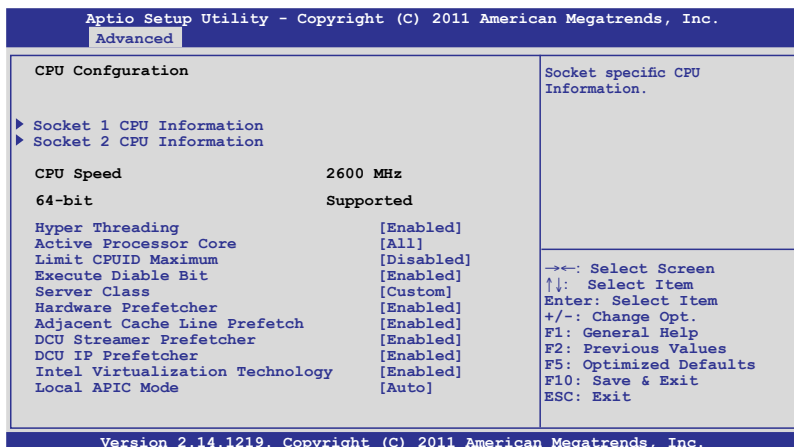 Aptio Setup Utility - Copyright (C) 2011 American Megatrends, Inc.
Advanced
CPU Confguration
Socket 1 CPU Information
Socket 2 CPU Information
CPU Speed 2600 MHz
64-bit Supported
Hyper Threading [Enabled]
Active Processor Core [All]
Limit CPUID Maximum [Disabled]
Execute Diable Bit [Enabled]
Server Class [Custom]
Hardware Prefetcher [Enabled]
Adjacent Cache Line Prefetch [Enabled]
DCU Streamer Prefetcher [Enabled]
DCU IP Prefetcher [Enabled]
Intel Virtualization Technology [Enabled]
Local APIC Mode [Auto]
Socket specific CPU
Information.
→←: Select Screen
↑↓: Select Item
Enter: Select Item
+/-: Change Opt.
F1: General Help
F2: Previous Values
F5: Optimized Defaults
F10: Save & Exit
ESC: Exit
Version 2.14.1219. Copyright (C) 2011 American Megatrends, Inc.